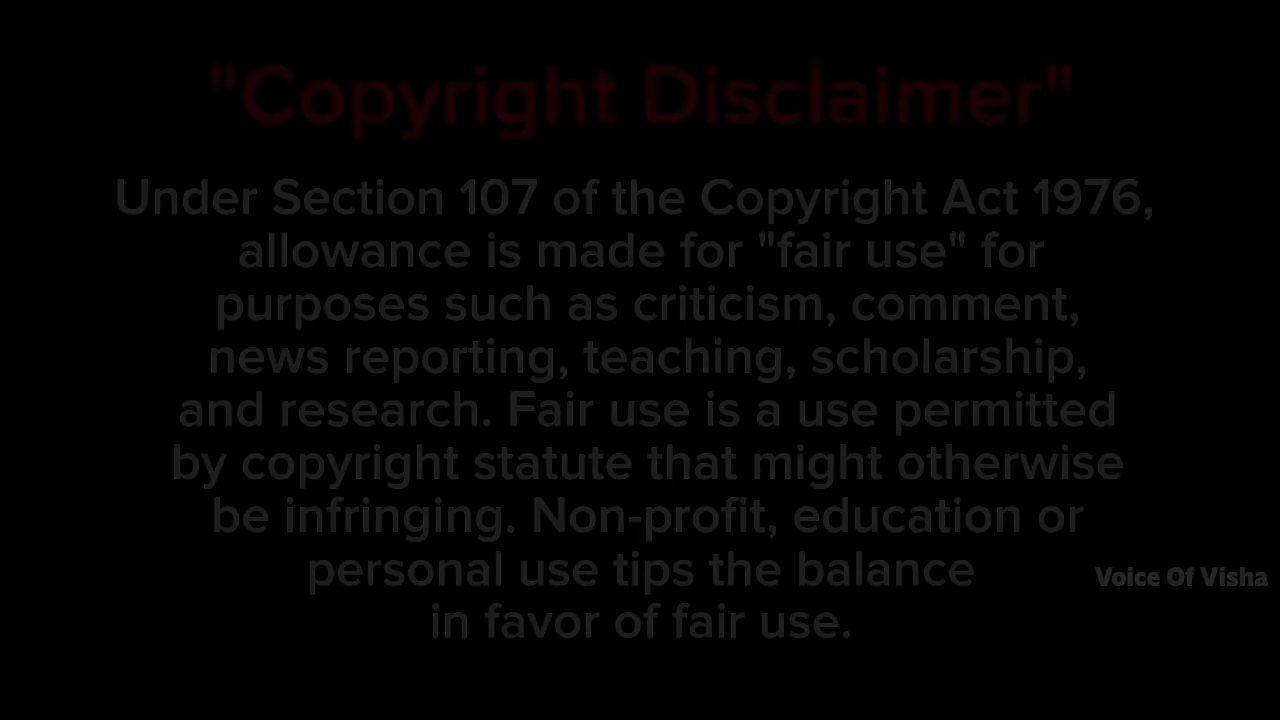 "Copyright Disclaimer"
Under Section 107 of the Copyright Act 1976,
allowance is made for "fair use" for
purposes such as criticism, comment,
news reporting, teaching, scholarship,
and research. Fair use is a use permitted
by copyright statute that might otherwise
be infringing. Non-profit, education or
personal use tips the balance
in favor of fair use.
Voice Of Visha